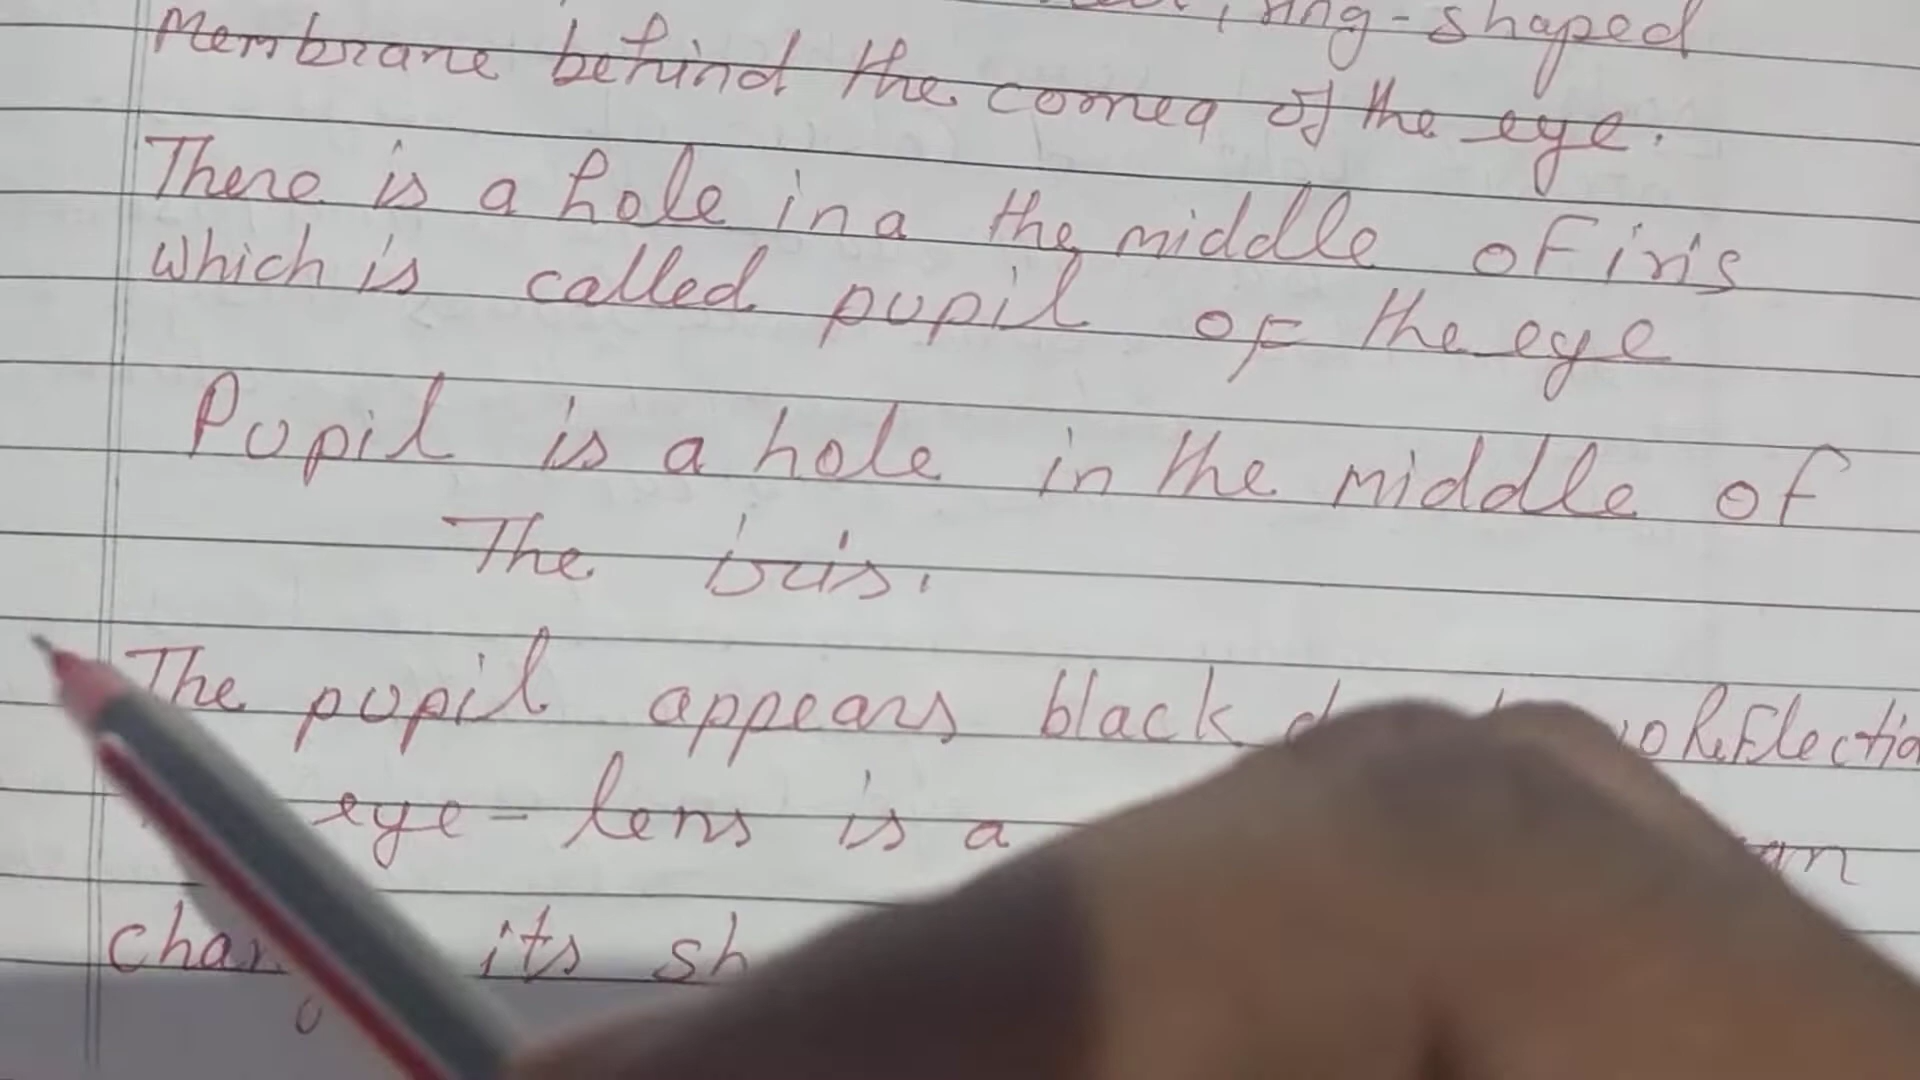 ring-shaped
Membrane behind the cornea of the eye.
There is a hole in a the middle of iris
which is called pupil of the eye
Pupil is a hole in the middle of
The iris.
The pupil appears black Reflectio
eye-lens is a
its